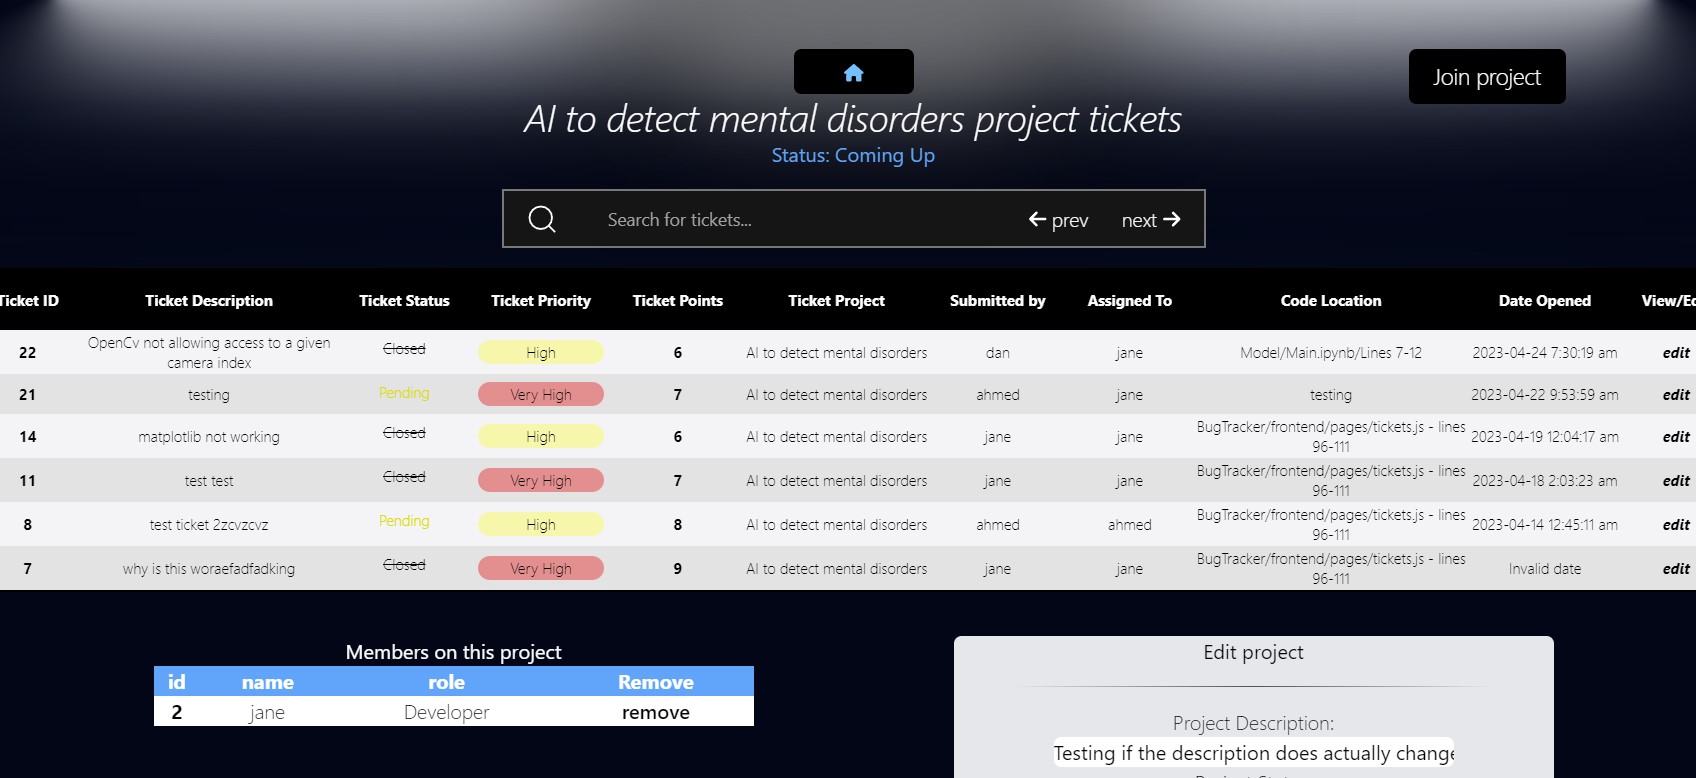 Join project
AI to detect mental disorders project tickets
Status: Coming Up
Search for tickets... prev next
Ticket ID Ticket Description Ticket Status Ticket Priority Ticket Points Ticket Project Submitted by Assigned To Code Location Date Opened View/Ed
22 OpenCv not allowing access to a given camera index Closed High 6 AI to detect mental disorders dan jane Model/Main.ipynb/Lines 7-12 2023-04-24 7:30:19 am edit
21 testing Pending Very High 7 AI to detect mental disorders ahmed jane testing 2023-04-22 9:53:59 am edit
14 matplotlib not working Closed High 6 AI to detect mental disorders jane jane BugTracker/frontend/pages/tickets.js - lines 96-111 2023-04-19 12:04:17 am edit
11 test test Closed Very High 7 AI to detect mental disorders jane jane BugTracker/frontend/pages/tickets.js - lines 96-111 2023-04-18 2:03:23 am edit
8 test ticket 2zcvzcvz Pending High 8 AI to detect mental disorders ahmed ahmed BugTracker/frontend/pages/tickets.js - lines 96-111 2023-04-14 12:45:11 am edit
7 why is this woraefadfadking Closed Very High 9 AI to detect mental disorders jane jane BugTracker/frontend/pages/tickets.js - lines 96-111 Invalid date edit
Members on this project
id name role Remove
2 jane Developer remove
Edit project
Project Description:
Testing if the description does actually change